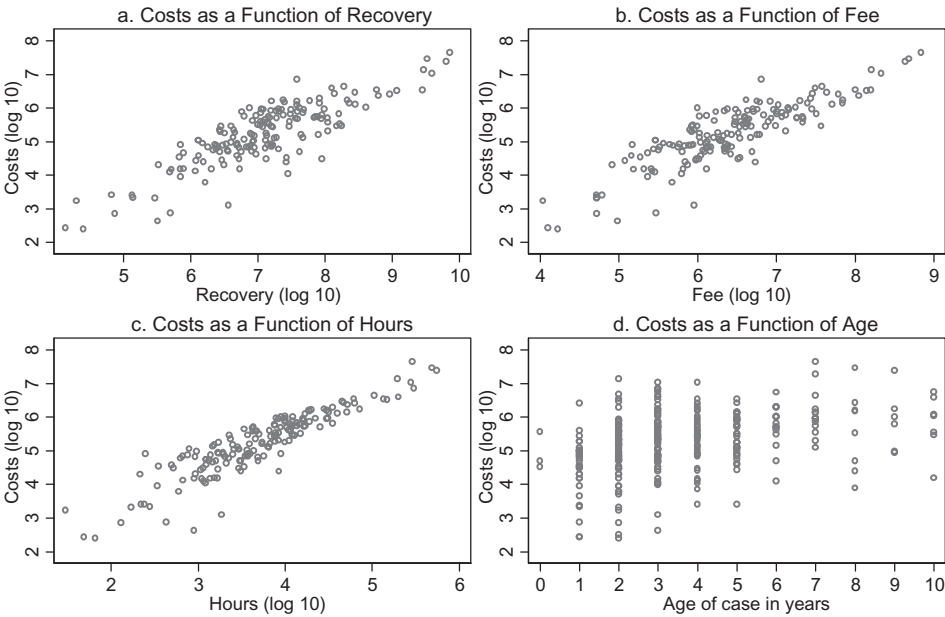 a. Costs as a Function of Recovery
Costs (log 10)
8
7
6
5
4
3
2
5 6 7 8 9 10
Recovery (log 10)
b. Costs as a Function of Fee
Costs (log 10)
8
7
6
5
4
3
2
4 5 6 7 8 9
Fee (log 10)
c. Costs as a Function of Hours
Costs (log 10)
8
7
6
5
4
3
2
2 3 4 5 6
Hours (log 10)
d. Costs as a Function of Age
Costs (log 10)
8
7
6
5
4
3
2
0 1 2 3 4 5 6 7 8 9 10
Age of case in years